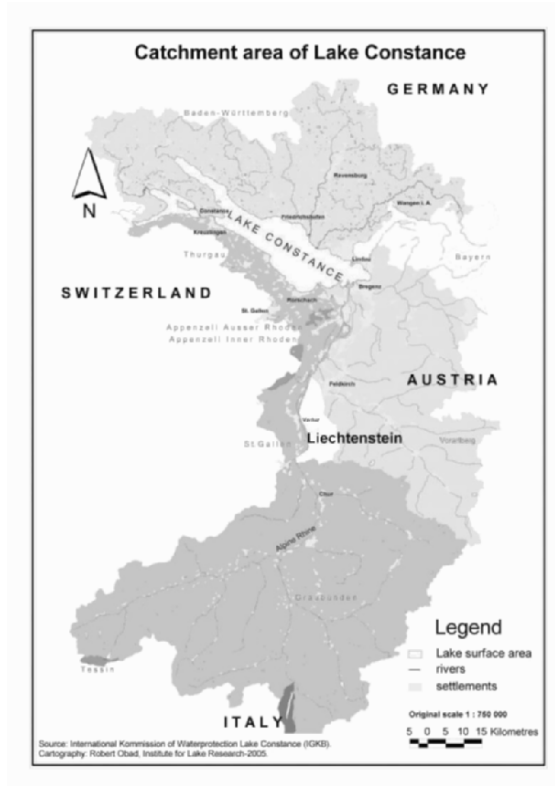 Catchment area of Lake Constance
GERMANY
Baden-Württemberg
Ravensburg
Wangen i. A.
N
Constance
Friedrichshafen
Kreuzlingen
LAKE CONSTANCE
Thurgau
Lindau
Bayern
Bregenz
SWITZERLAND
Rorschach
St. Gallen
Appenzell Ausser Rhoden
Appenzell Inner Rhoden
Feldkirch
AUSTRIA
Vaduz
St.Gallen
Liechtenstein
Vorarlberg
Chur
Alpine Rhine
Graubünden
Legend
Lake surface area
Tessin
rivers
settlements
Original scale 1 : 750 000
ITALY
5 0 5 10 15 Kilometres
Source: International Kommission of Waterprotection Lake Constance (IGKB).
Cartography: Robert Obad, Institute for Lake Research-2005.